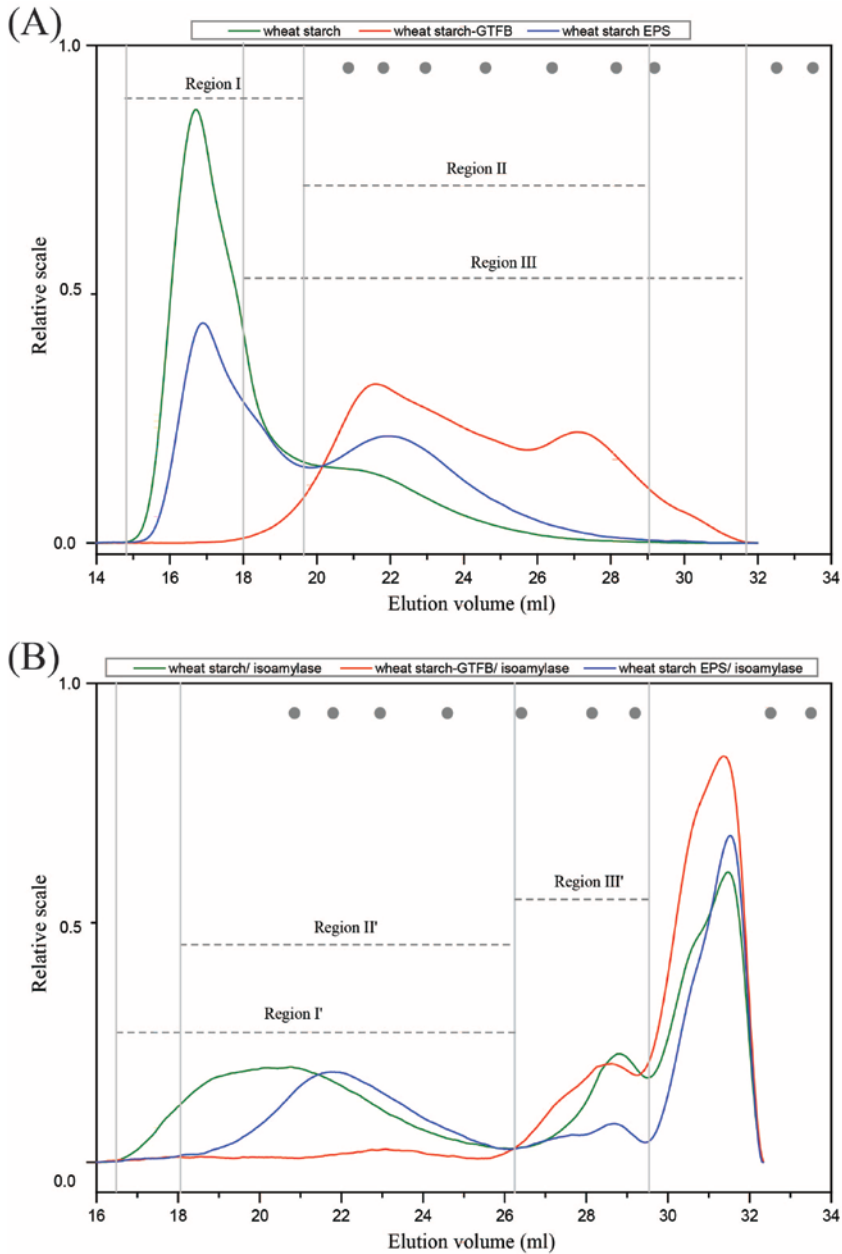 (A)
wheat starch wheat starch-GTFB wheat starch EPS
1.0
Region I
Region II
Region III
0.5
Relative scale
0.0
14 16 18 20 22 24 26 28 30 32 34
Elution volume (ml)
(B)
wheat starch/ isoamylase wheat starch-GTFB/ isoamylase wheat starch EPS/ isoamylase
1.0
Region III'
0.5
Region II'
Region I'
Relative scale
0.0
16 18 20 22 24 26 28 30 32 34
Elution volume (ml)